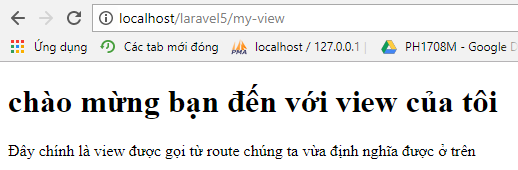 localhost/laravel5/my-view
Ứng dụng Các tab mới đóng PMA localhost / 127.0.0.1 | PH1708M - Google D
chào mừng bạn đến với view của tôi
Đây chính là view được gọi từ route chúng ta vừa định nghĩa được ở trên